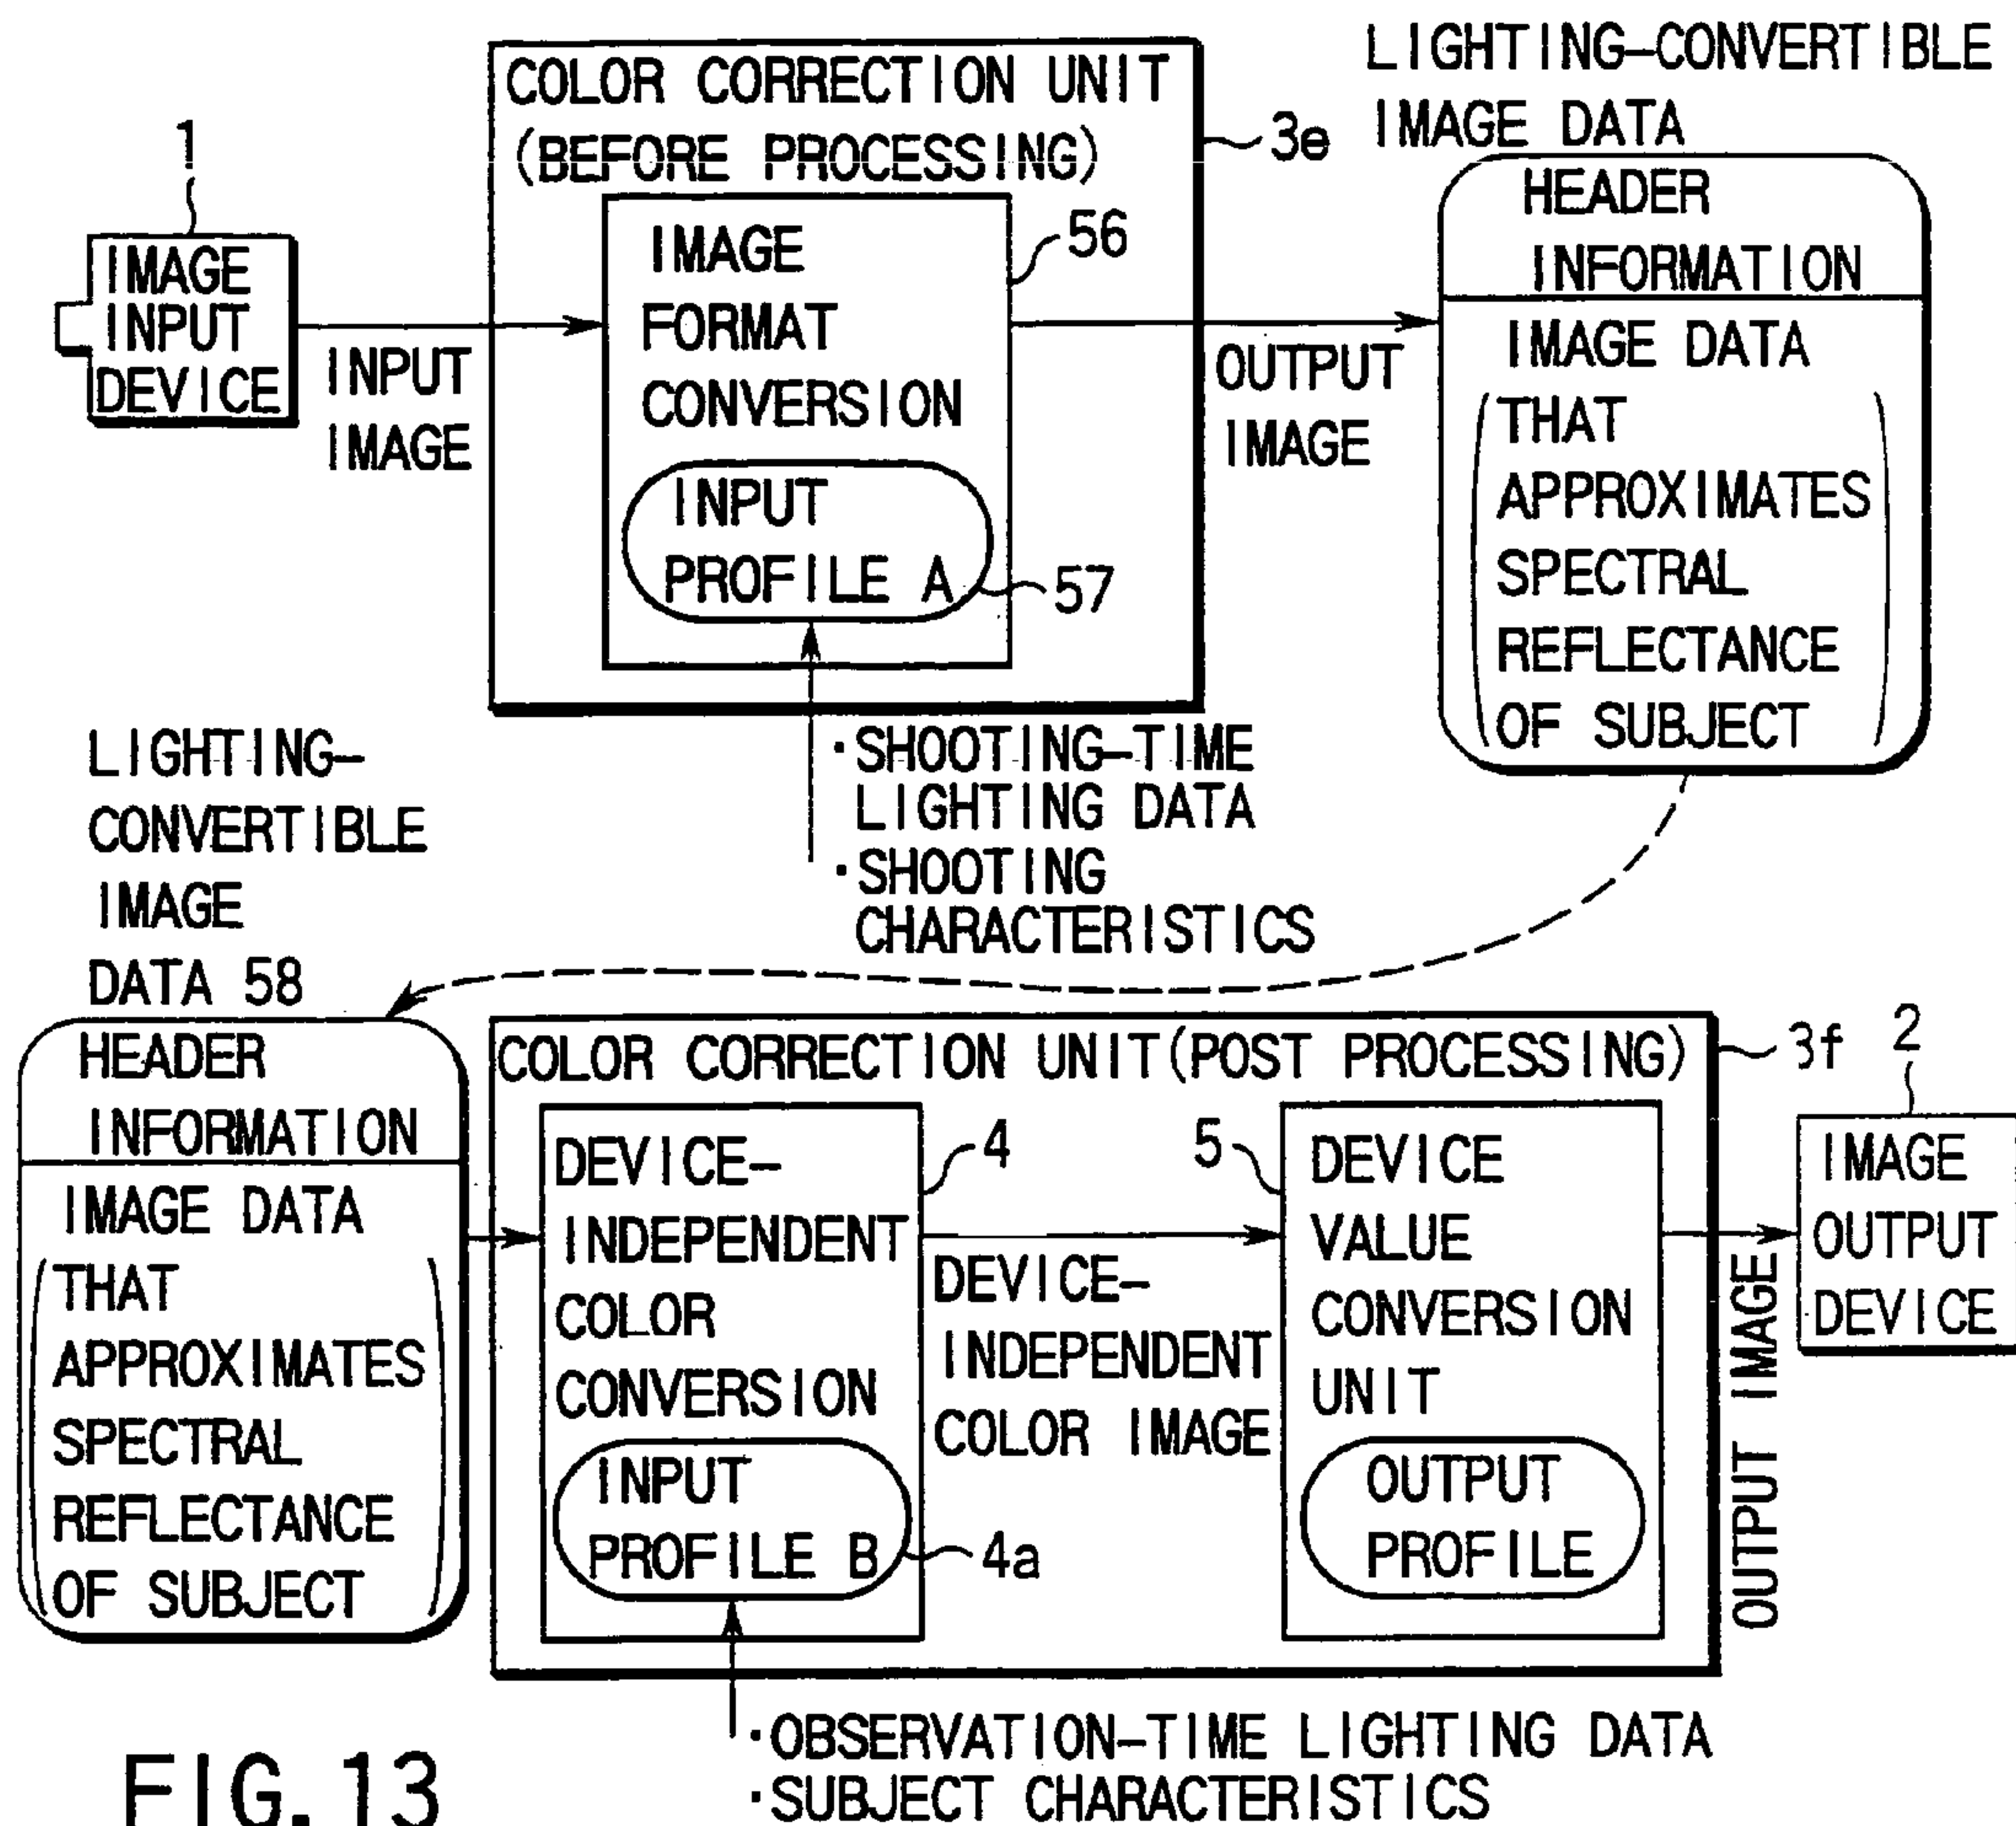 1
IMAGE
INPUT
DEVICE
INPUT
IMAGE
COLOR CORRECTION UNIT
(BEFORE PROCESSING)
3e
IMAGE
FORMAT
CONVERSION
56
INPUT
PROFILE A
57
·SHOOTING-TIME
LIGHTING DATA
·SHOOTING
CHARACTERISTICS
OUTPUT
IMAGE
LIGHTING-CONVERTIBLE
IMAGE DATA
HEADER
INFORMATION
IMAGE DATA
(THAT
APPROXIMATES
SPECTRAL
REFLECTANCE
OF SUBJECT)
LIGHTING-
CONVERTIBLE
IMAGE
DATA 58
HEADER
INFORMATION
IMAGE DATA
(THAT
APPROXIMATES
SPECTRAL
REFLECTANCE
OF SUBJECT)
COLOR CORRECTION UNIT(POST PROCESSING)
3f
DEVICE-
INDEPENDENT
COLOR
CONVERSION
4
INPUT
PROFILE B
4a
·OBSERVATION-TIME LIGHTING DATA
·SUBJECT CHARACTERISTICS
DEVICE-
INDEPENDENT
COLOR IMAGE
5
DEVICE
VALUE
CONVERSION
UNIT
OUTPUT
PROFILE
OUTPUT IMAGE
2
IMAGE
OUTPUT
DEVICE
FIG.13